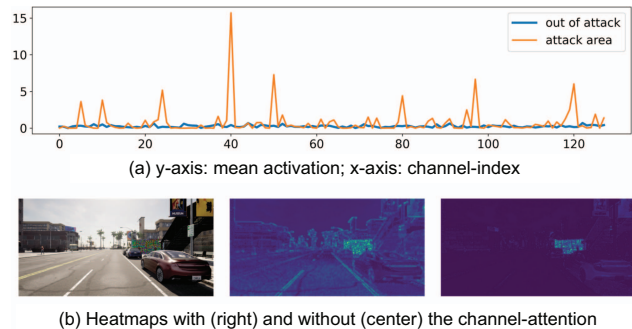 15
10
5
0
out of attack
attack area
0 20 40 60 80 100 120
(a) y-axis: mean activation; x-axis: channel-index
(b) Heatmaps with (right) and without (center) the channel-attention